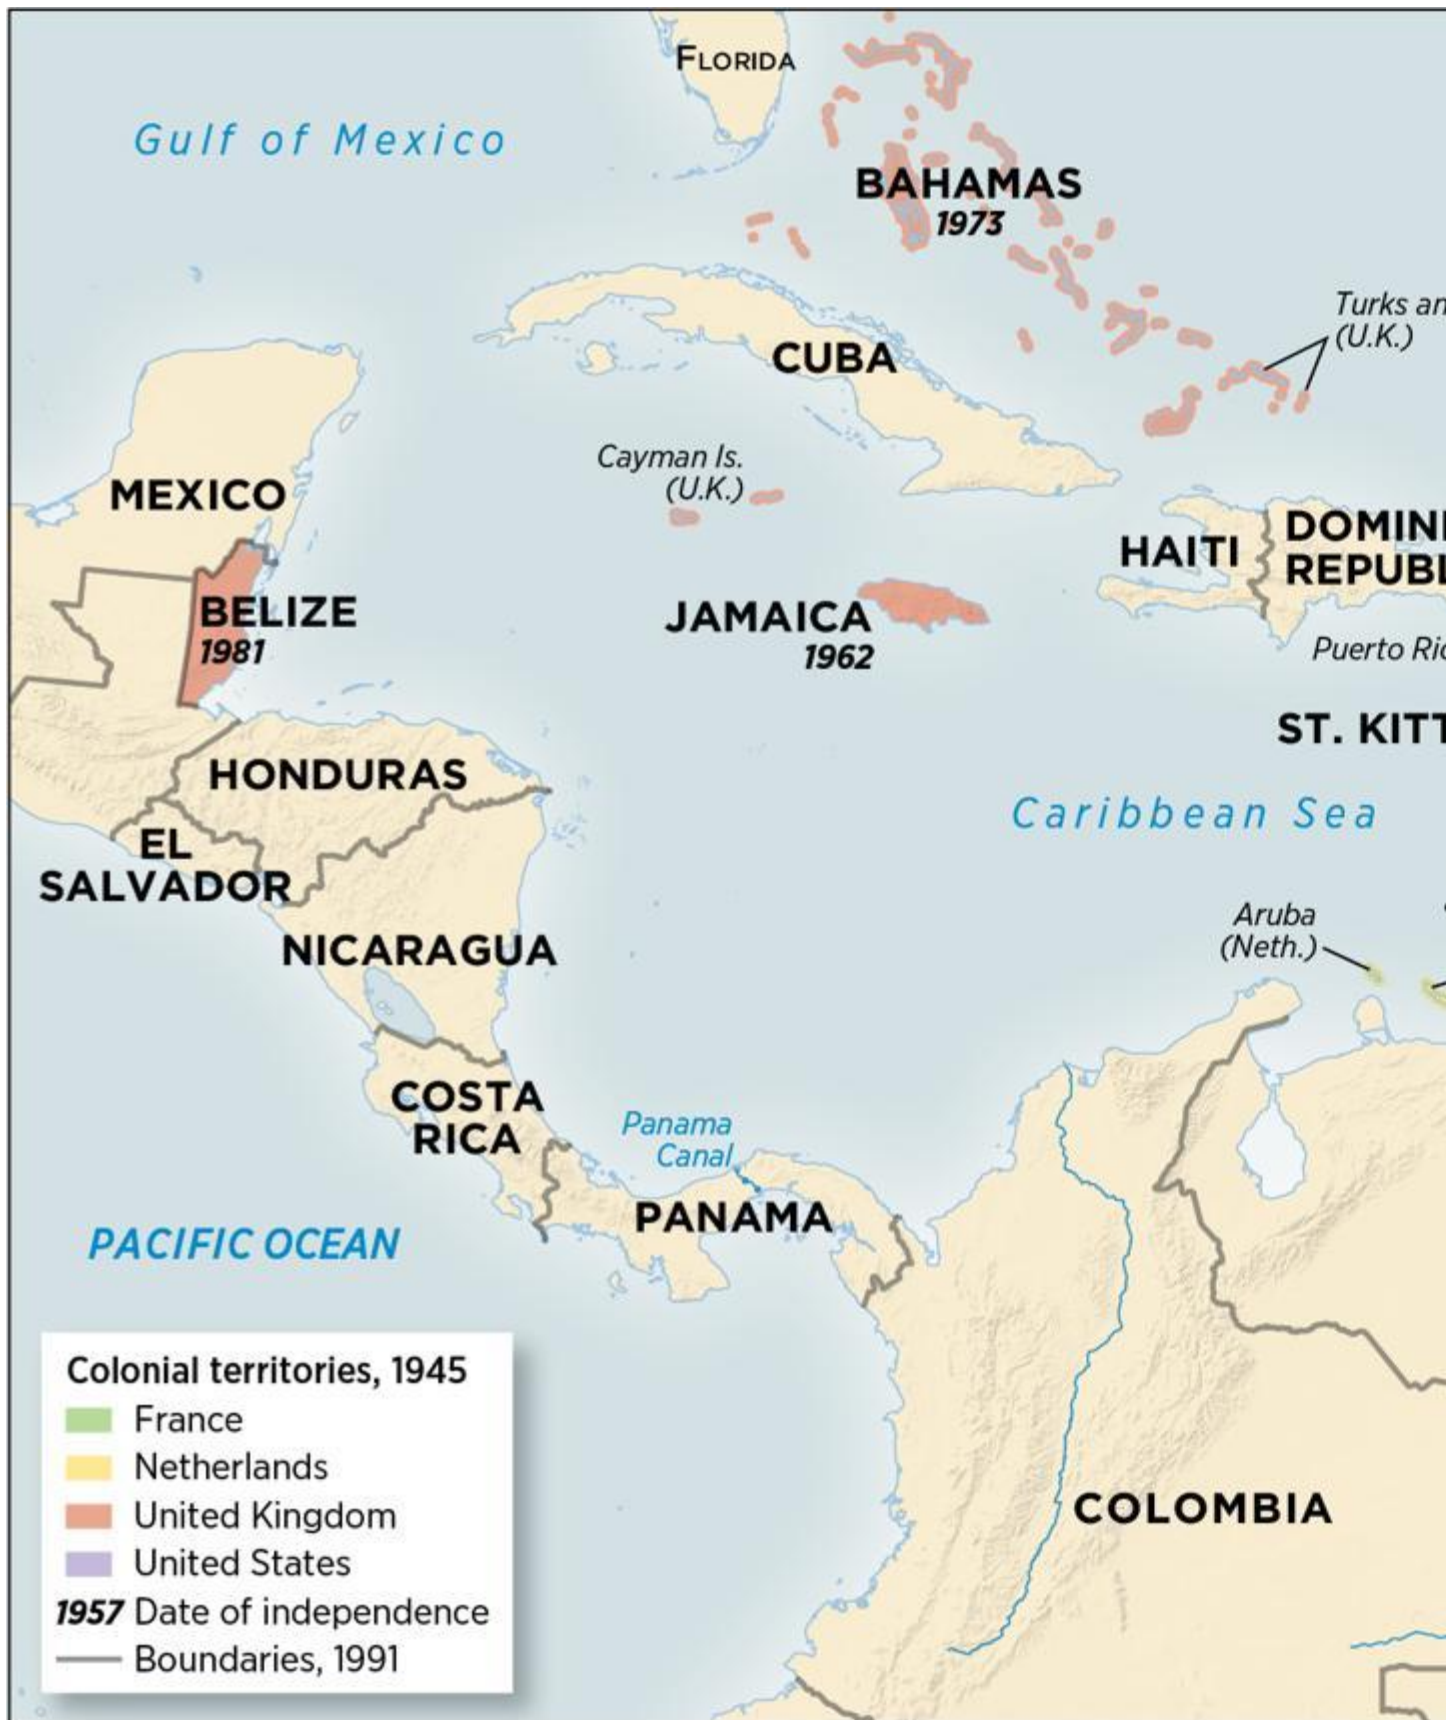 FLORIDA
Gulf of Mexico
BAHAMAS
1973
Turks an
(U.K.)
CUBA
Cayman Is.
(U.K.)
MEXICO
HAITI
DOMINI
REPUBL
BELIZE
1981
JAMAICA
1962
Puerto Ric
ST. KITT
HONDURAS
Caribbean Sea
EL
SALVADOR
Aruba
(Neth.)
NICARAGUA
COSTA
RICA
Panama
Canal
PANAMA
PACIFIC OCEAN
COLOMBIA
Colonial territories, 1945
France
Netherlands
United Kingdom
United States
1957 Date of independence
Boundaries, 1991